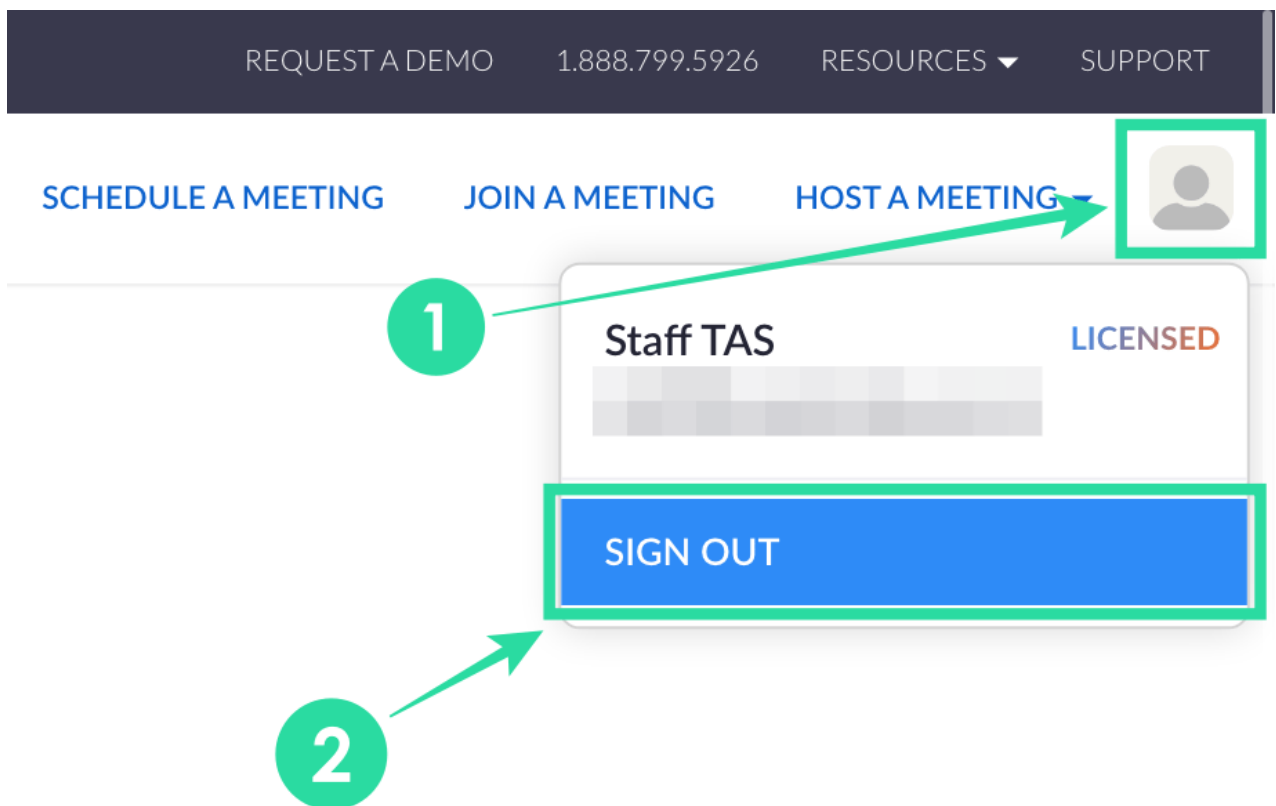 REQUEST A DEMO 1.888.799.5926 RESOURCES SUPPORT
SCHEDULE A MEETING JOIN A MEETING HOST A MEETING
1
Staff TAS LICENSED
SIGN OUT
2